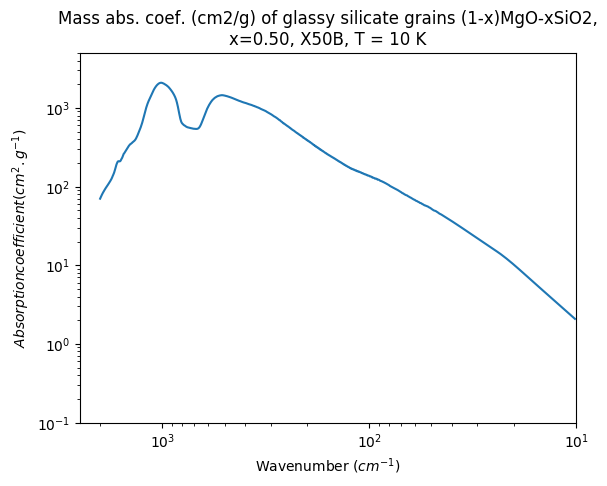 Mass abs. coef. (cm2/g) of glassy silicate grains (1-x)MgO-xSiO2,
x=0.50, X50B, T = 10 K
Absorptioncoefficient(cm².g⁻¹)
10³
10²
10¹
10⁰
10⁻¹
10³ 10² 10¹
Wavenumber (cm⁻¹)